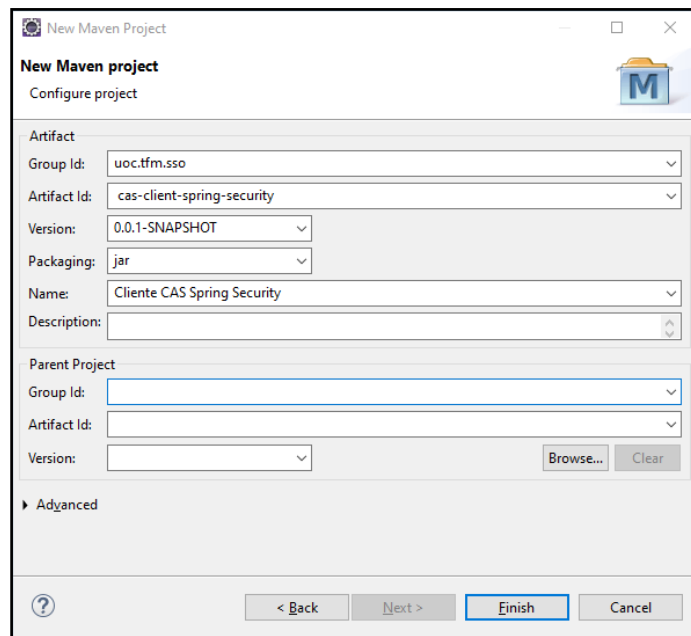 New Maven Project
New Maven project
Configure project
M
Artifact
Group Id: uoc.tfm.sso
Artifact Id: cas-client-spring-security
Version: 0.0.1-SNAPSHOT
Packaging: jar
Name: Cliente CAS Spring Security
Description:
Parent Project
Group Id:
Artifact Id:
Version: Browse... Clear
Advanced
? < Back Next > Finish Cancel